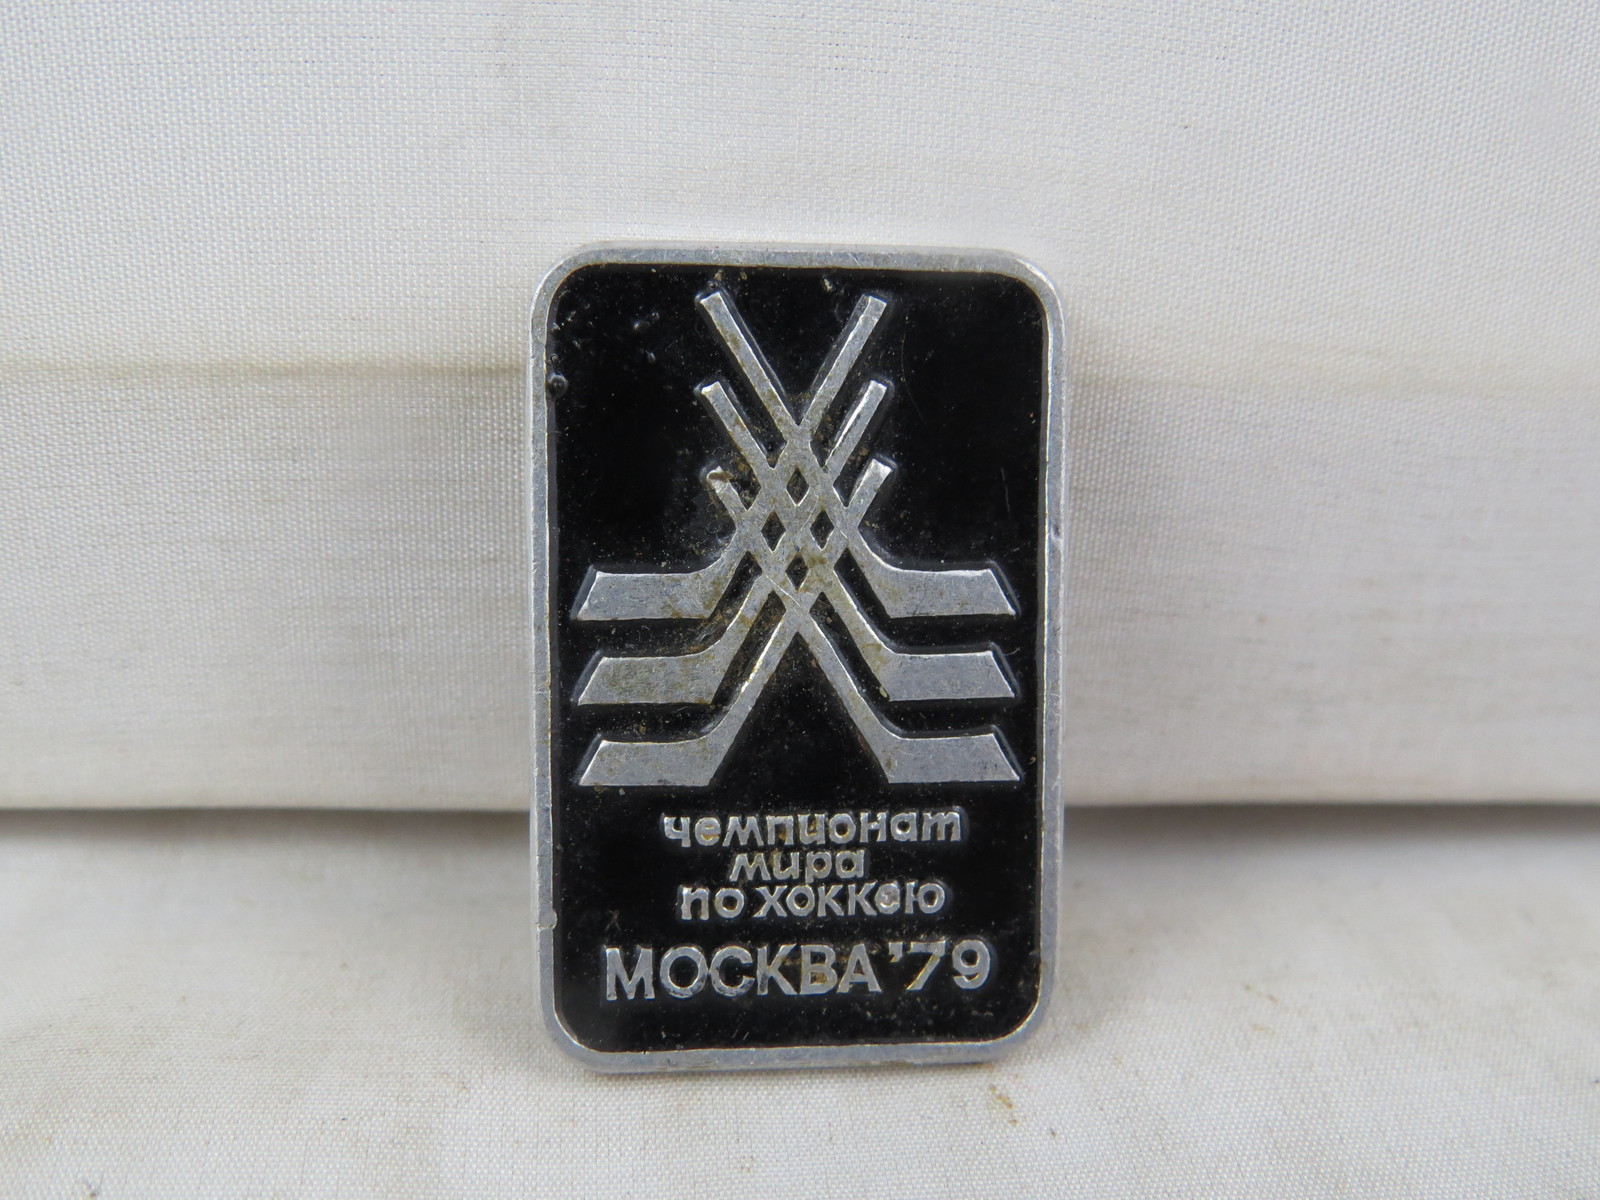 чемпионат
мира
по хоккею
МОСКВА '79